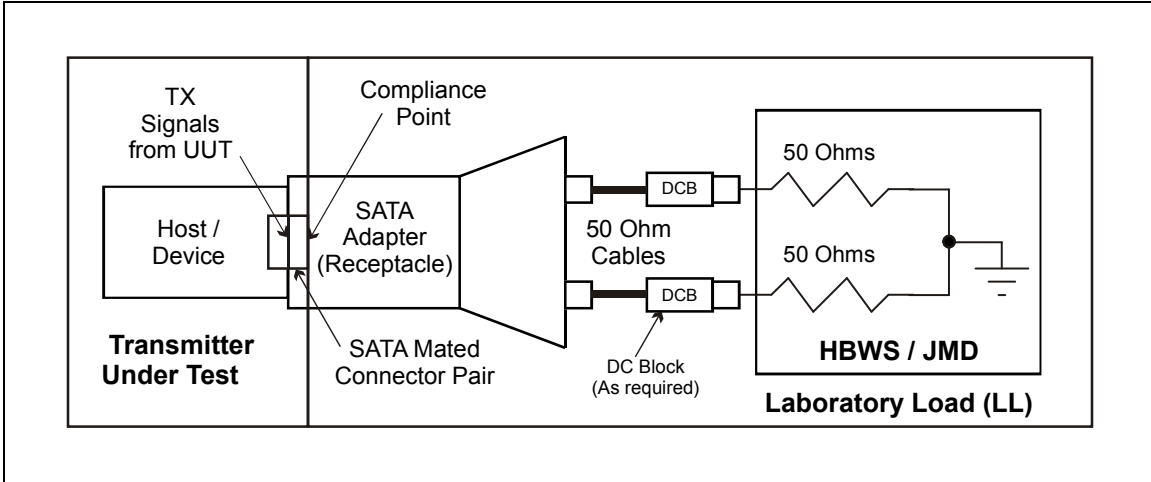 TX
Signals
from UUT
Compliance
Point
Host /
Device
SATA
Adapter
(Receptacle)
50 Ohm
Cables
DCB
DCB
50 Ohms
50 Ohms
HBWS / JMD
Transmitter
Under Test
SATA Mated
Connector Pair
DC Block
(As required)
Laboratory Load (LL)